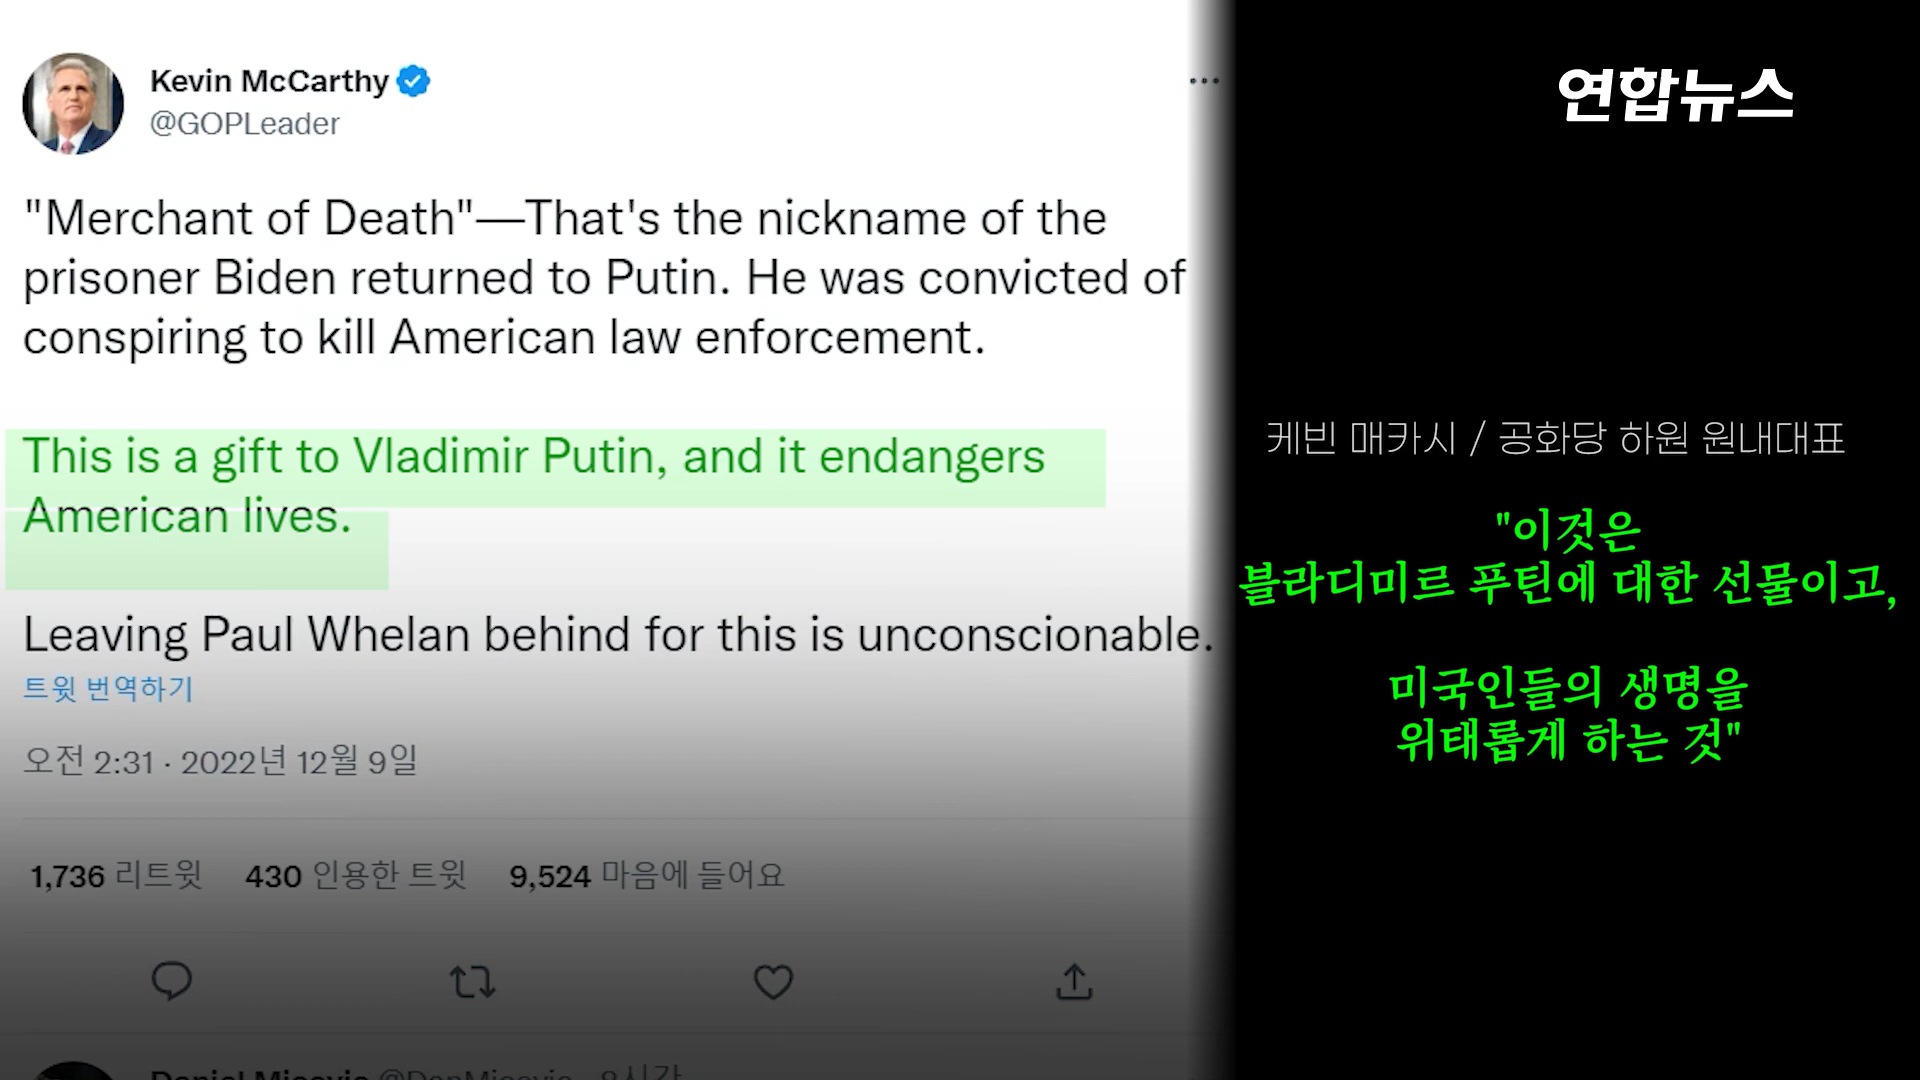 Kevin McCarthy
@GOPLeader
"Merchant of Death"—That's the nickname of the
prisoner Biden returned to Putin. He was convicted of
conspiring to kill American law enforcement.
This is a gift to Vladimir Putin, and it endangers
American lives.
Leaving Paul Whelan behind for this is unconscionable.
트윗 번역하기
오전 2:31 · 2022년 12월 9일
1,736 리트윗 430 인용한 트윗 9,524 마음에 들어요
연합뉴스
케빈 매카시 / 공화당 하원 원내대표
"이것은
블라디미르 푸틴에 대한 선물이고,
미국인들의 생명을
위태롭게 하는 것"